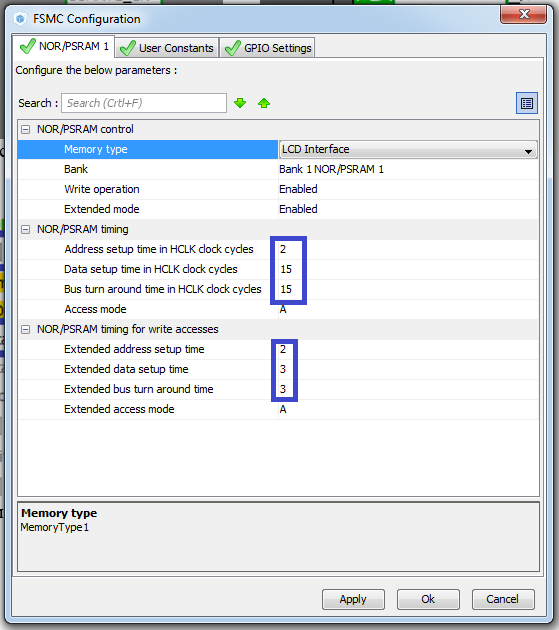 FSMC Configuration
NOR/PSRAM 1
User Constants
GPIO Settings
Configure the below parameters :
Search : Search (Crtl+F)
NOR/PSRAM control
Memory type LCD Interface
Bank Bank 1 NOR/PSRAM 1
Write operation Enabled
Extended mode Enabled
NOR/PSRAM timing
Address setup time in HCLK clock cycles 2
Data setup time in HCLK clock cycles 15
Bus turn around time in HCLK clock cycles 15
Access mode A
NOR/PSRAM timing for write accesses
Extended address setup time 2
Extended data setup time 3
Extended bus turn around time 3
Extended access mode A
Memory type
MemoryType1
Apply Ok Cancel